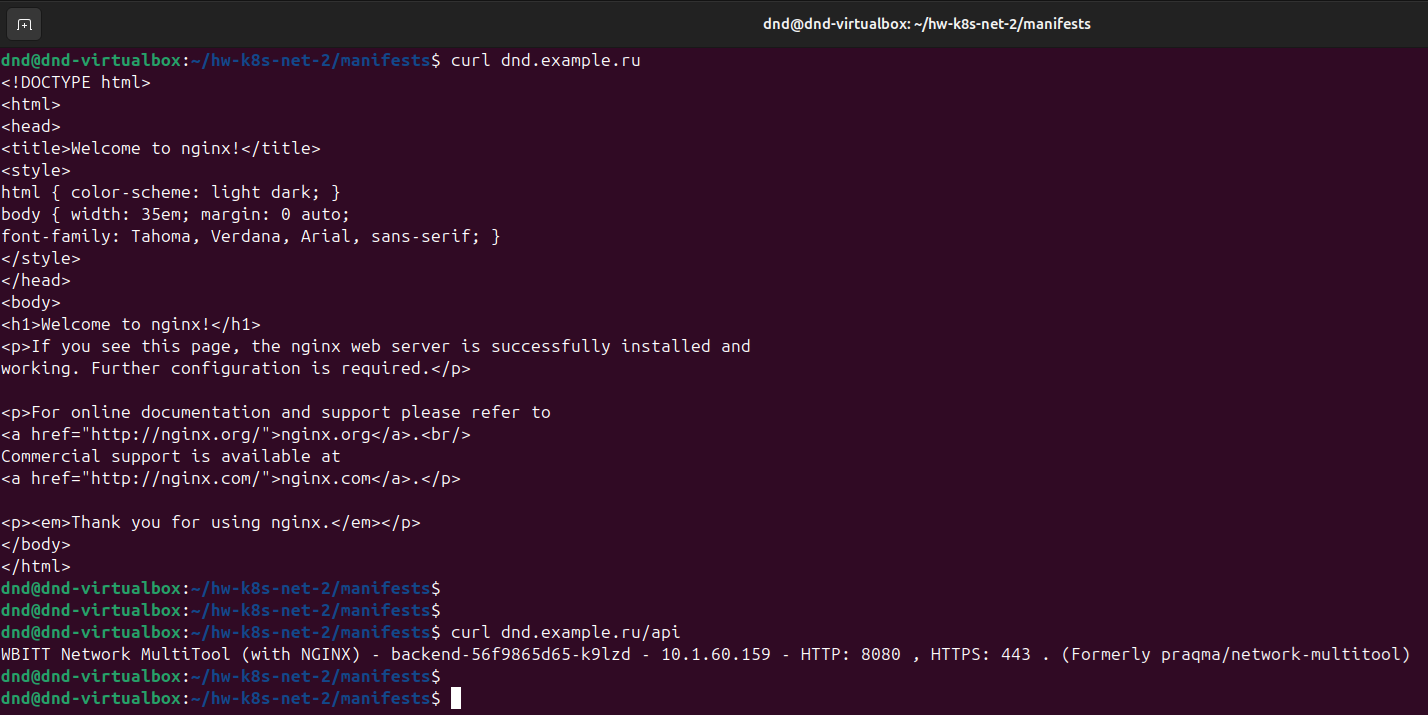 dnd@dnd-virtualbox: ~/hw-k8s-net-2/manifests
dnd@dnd-virtualbox:~/hw-k8s-net-2/manifests$ curl dnd.example.ru
<!DOCTYPE html>
<html>
<head>
<title>Welcome to nginx!</title>
<style>
html { color-scheme: light dark; }
body { width: 35em; margin: 0 auto;
font-family: Tahoma, Verdana, Arial, sans-serif; }
</style>
</head>
<body>
<h1>Welcome to nginx!</h1>
<p>If you see this page, the nginx web server is successfully installed and
working. Further configuration is required.</p>

<p>For online documentation and support please refer to
<a href="http://nginx.org/">nginx.org</a>.<br/>
Commercial support is available at
<a href="http://nginx.com/">nginx.com</a>.</p>

<p><em>Thank you for using nginx.</em></p>
</body>
</html>
dnd@dnd-virtualbox:~/hw-k8s-net-2/manifests$
dnd@dnd-virtualbox:~/hw-k8s-net-2/manifests$
dnd@dnd-virtualbox:~/hw-k8s-net-2/manifests$ curl dnd.example.ru/api
WBITT Network MultiTool (with NGINX) - backend-56f9865d65-k9lzd - 10.1.60.159 - HTTP: 8080 , HTTPS: 443 . (Formerly praqma/network-multitool)
dnd@dnd-virtualbox:~/hw-k8s-net-2/manifests$
dnd@dnd-virtualbox:~/hw-k8s-net-2/manifests$